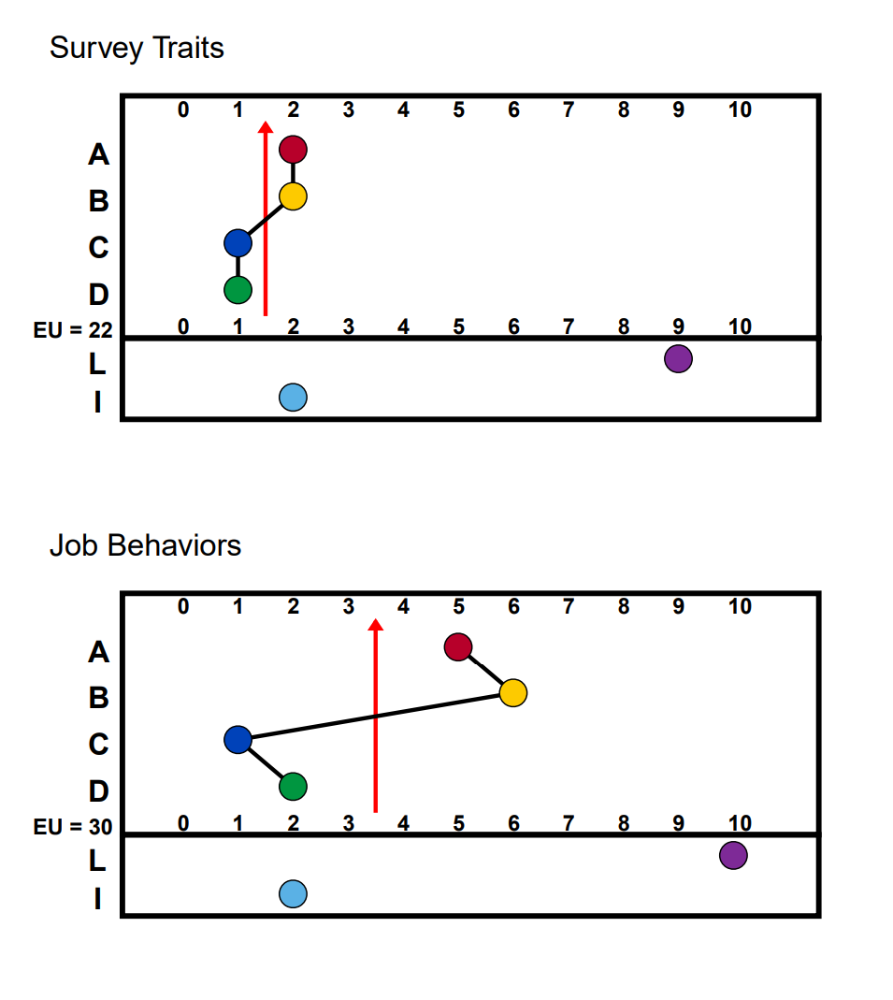 Survey Traits
0 1 2 3 4 5 6 7 8 9 10
A
B
C
D
EU = 22 0 1 2 3 4 5 6 7 8 9 10
L
I
Job Behaviors
0 1 2 3 4 5 6 7 8 9 10
A
B
C
D
EU = 30 0 1 2 3 4 5 6 7 8 9 10
L
I